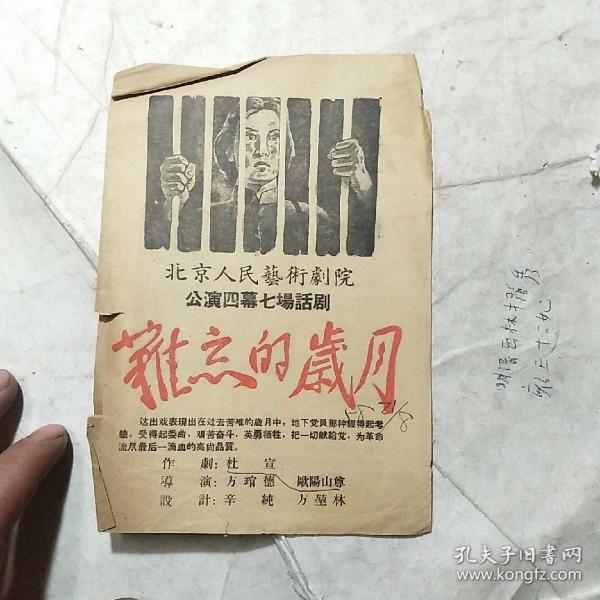 北京人民藝術劇院
公演四幕七場話剧
難忘的歲月
这出戏表現出在过去苦难的歲月中，地下党員那种經得起考
驗，受得起委曲，艰苦奋斗，英勇牺牲，把一切献給党，为革命
流尽最后一滴血的高尚品質。
作　劇：杜　宣
導　演：方琯德　歐陽山尊
設　計：辛　純　方堃林
孔夫子旧書网
www.kongfz.com